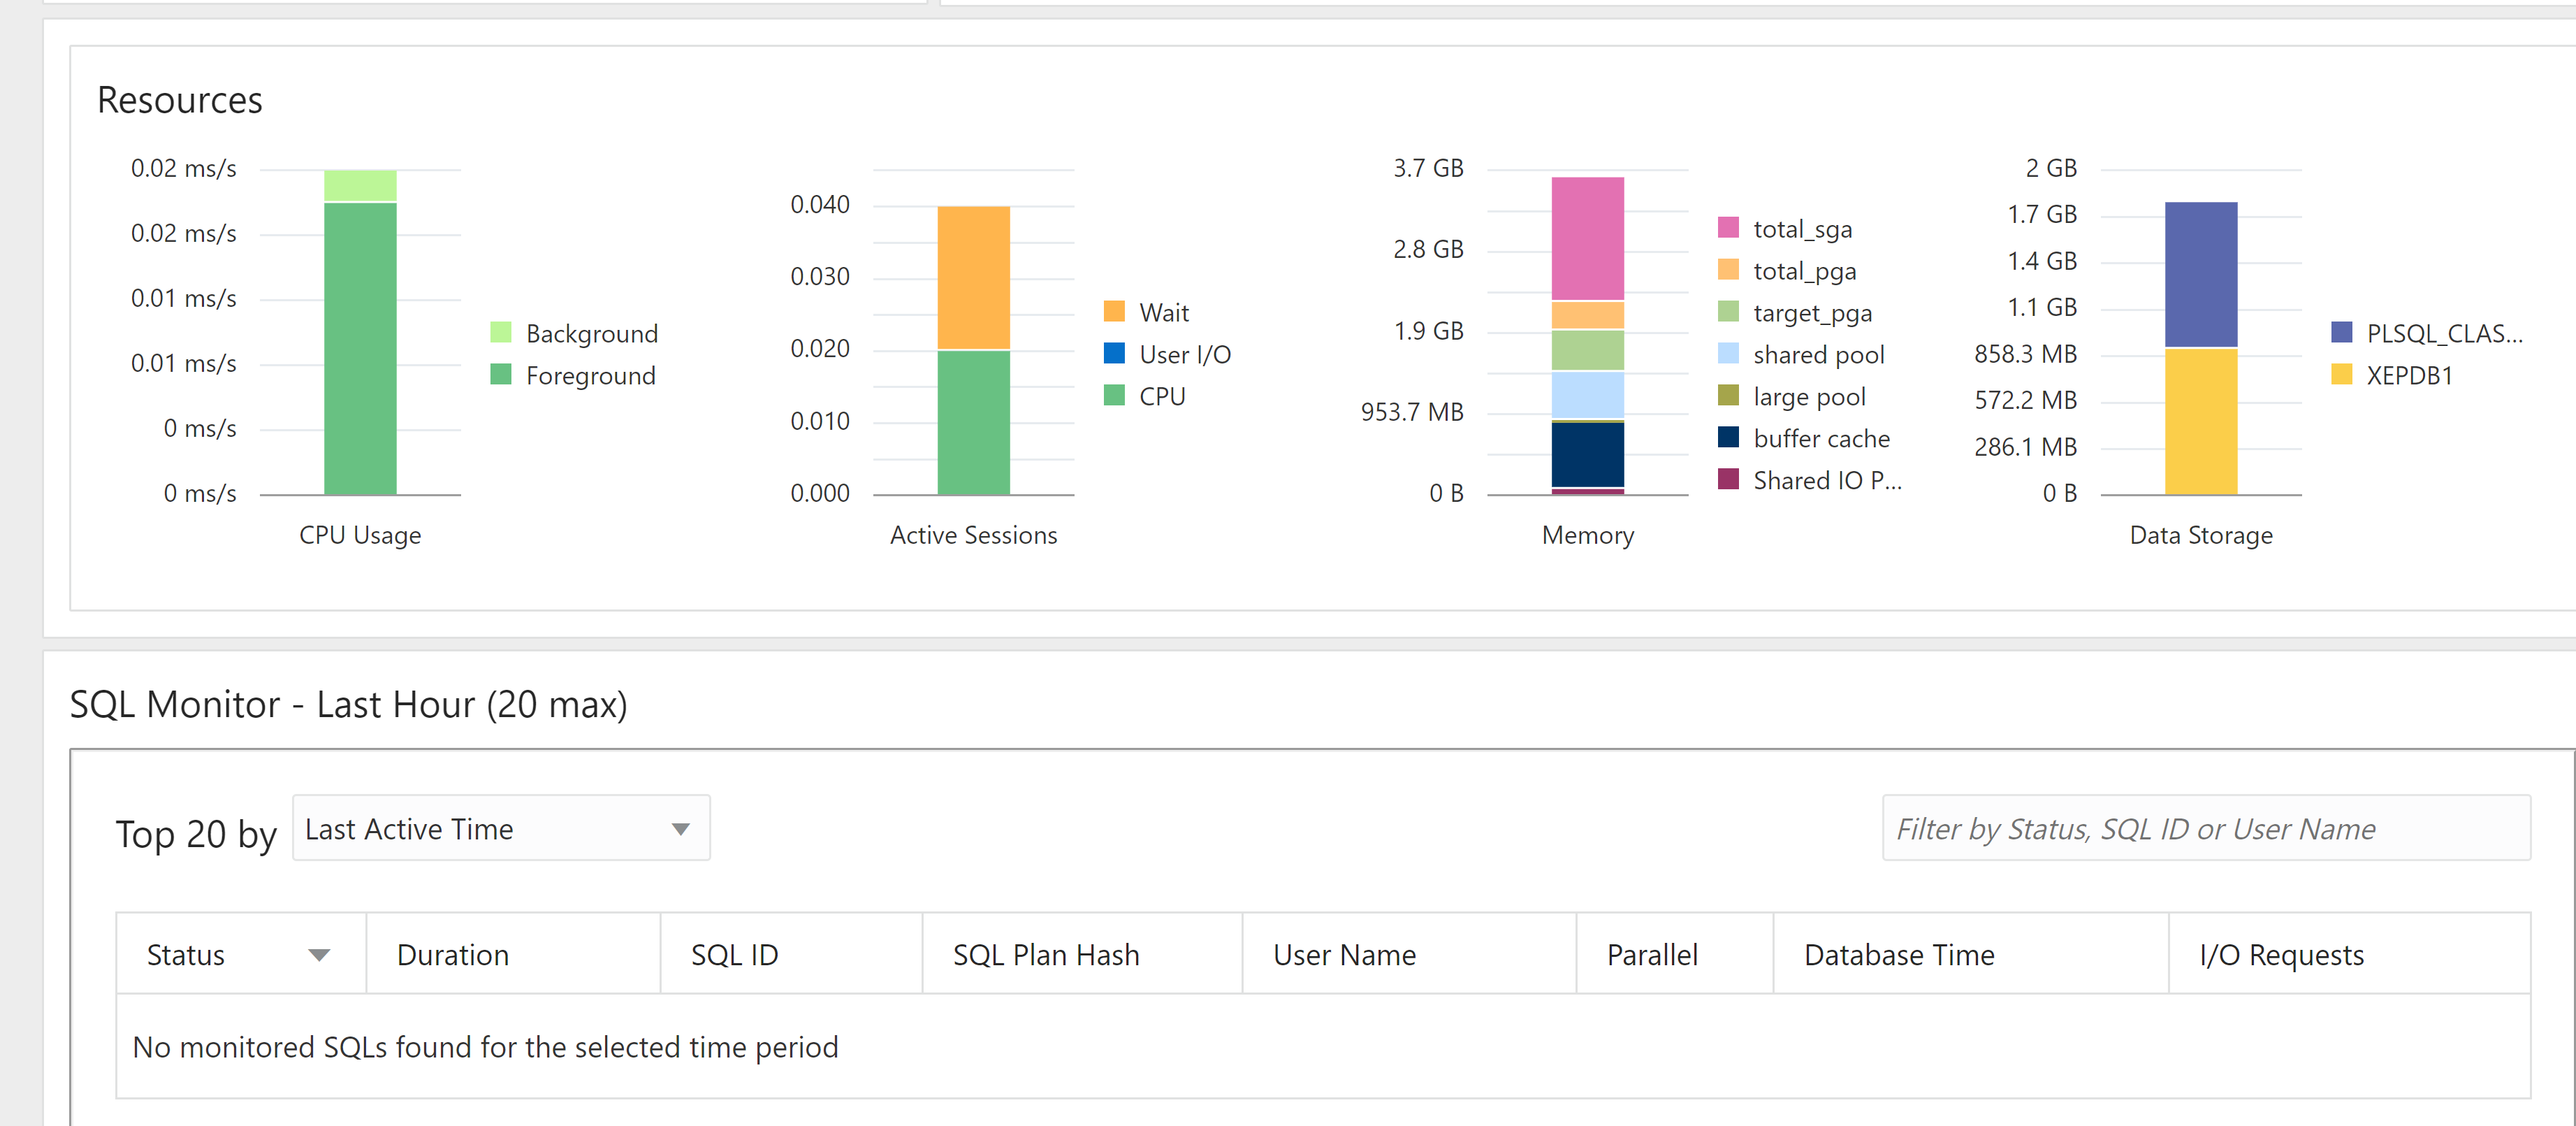 Resources
0.02 ms/s
0.02 ms/s
0.01 ms/s
0.01 ms/s
0 ms/s
0 ms/s
CPU Usage
Background
Foreground
0.040
0.030
0.020
0.010
0.000
Active Sessions
Wait
User I/O
CPU
3.7 GB
2.8 GB
1.9 GB
953.7 MB
0 B
Memory
total_sga
total_pga
target_pga
shared pool
large pool
buffer cache
Shared IO P...
2 GB
1.7 GB
1.4 GB
1.1 GB
858.3 MB
572.2 MB
286.1 MB
0 B
Data Storage
PLSQL_CLAS...
XEPDB1
SQL Monitor - Last Hour (20 max)
Top 20 by Last Active Time
Filter by Status, SQL ID or User Name
Status Duration SQL ID SQL Plan Hash User Name Parallel Database Time I/O Requests
No monitored SQLs found for the selected time period